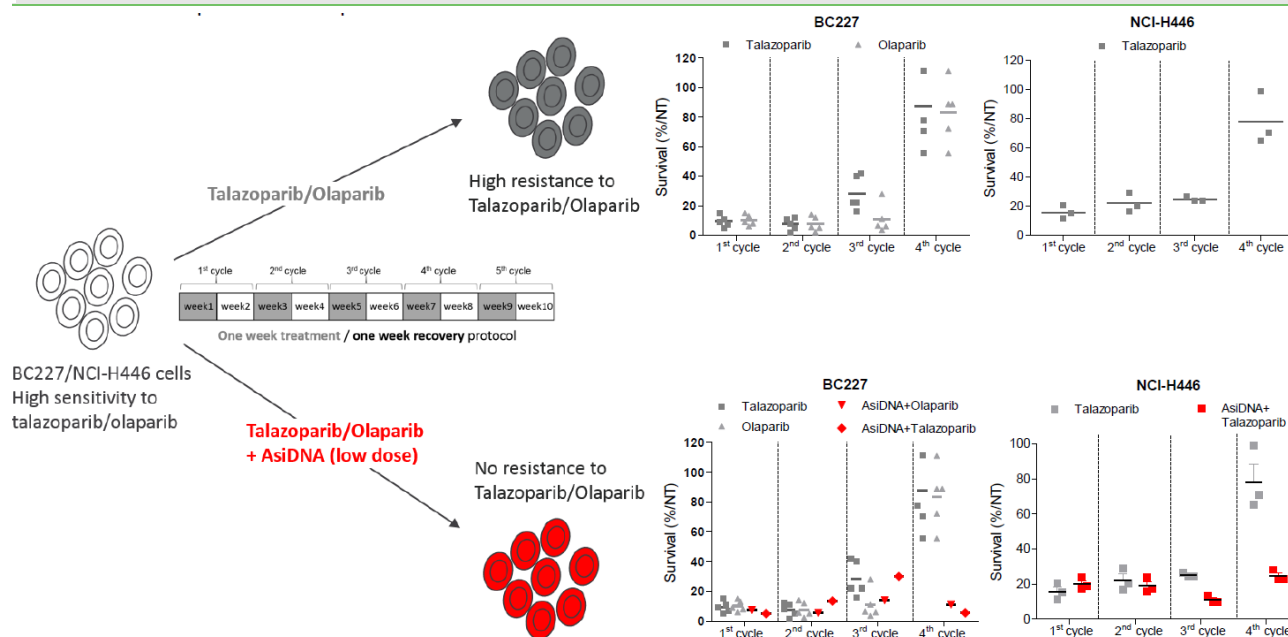 Talazoparib/Olaparib
High resistance to
Talazoparib/Olaparib
1st cycle 2nd cycle 3rd cycle 4th cycle 5th cycle
week1 week2 week3 week4 week5 week6 week7 week8 week9 week10
One week treatment / one week recovery protocol
BC227/NCI-H446 cells
High sensitivity to
talazoparib/olaparib
Talazoparib/Olaparib
+ AsiDNA (low dose)
No resistance to
Talazoparib/Olaparib
BC227
Talazoparib Olaparib
Survival (%/NT)
120
100
80
60
40
20
0
1st cycle 2nd cycle 3rd cycle 4th cycle
NCI-H446
Talazoparib
Survival (%/NT)
120
100
80
60
40
20
0
1st cycle 2nd cycle 3rd cycle 4th cycle
BC227
Talazoparib AsiDNA+Olaparib
Olaparib AsiDNA+Talazoparib
Survival (%/NT)
120
100
80
60
40
20
0
1st cycle 2nd cycle 3rd cycle 4th cycle
NCI-H446
Talazoparib AsiDNA+
Talazoparib
Survival (%/NT)
100
80
60
40
20
0
1st cycle 2nd cycle 3rd cycle 4th cycle